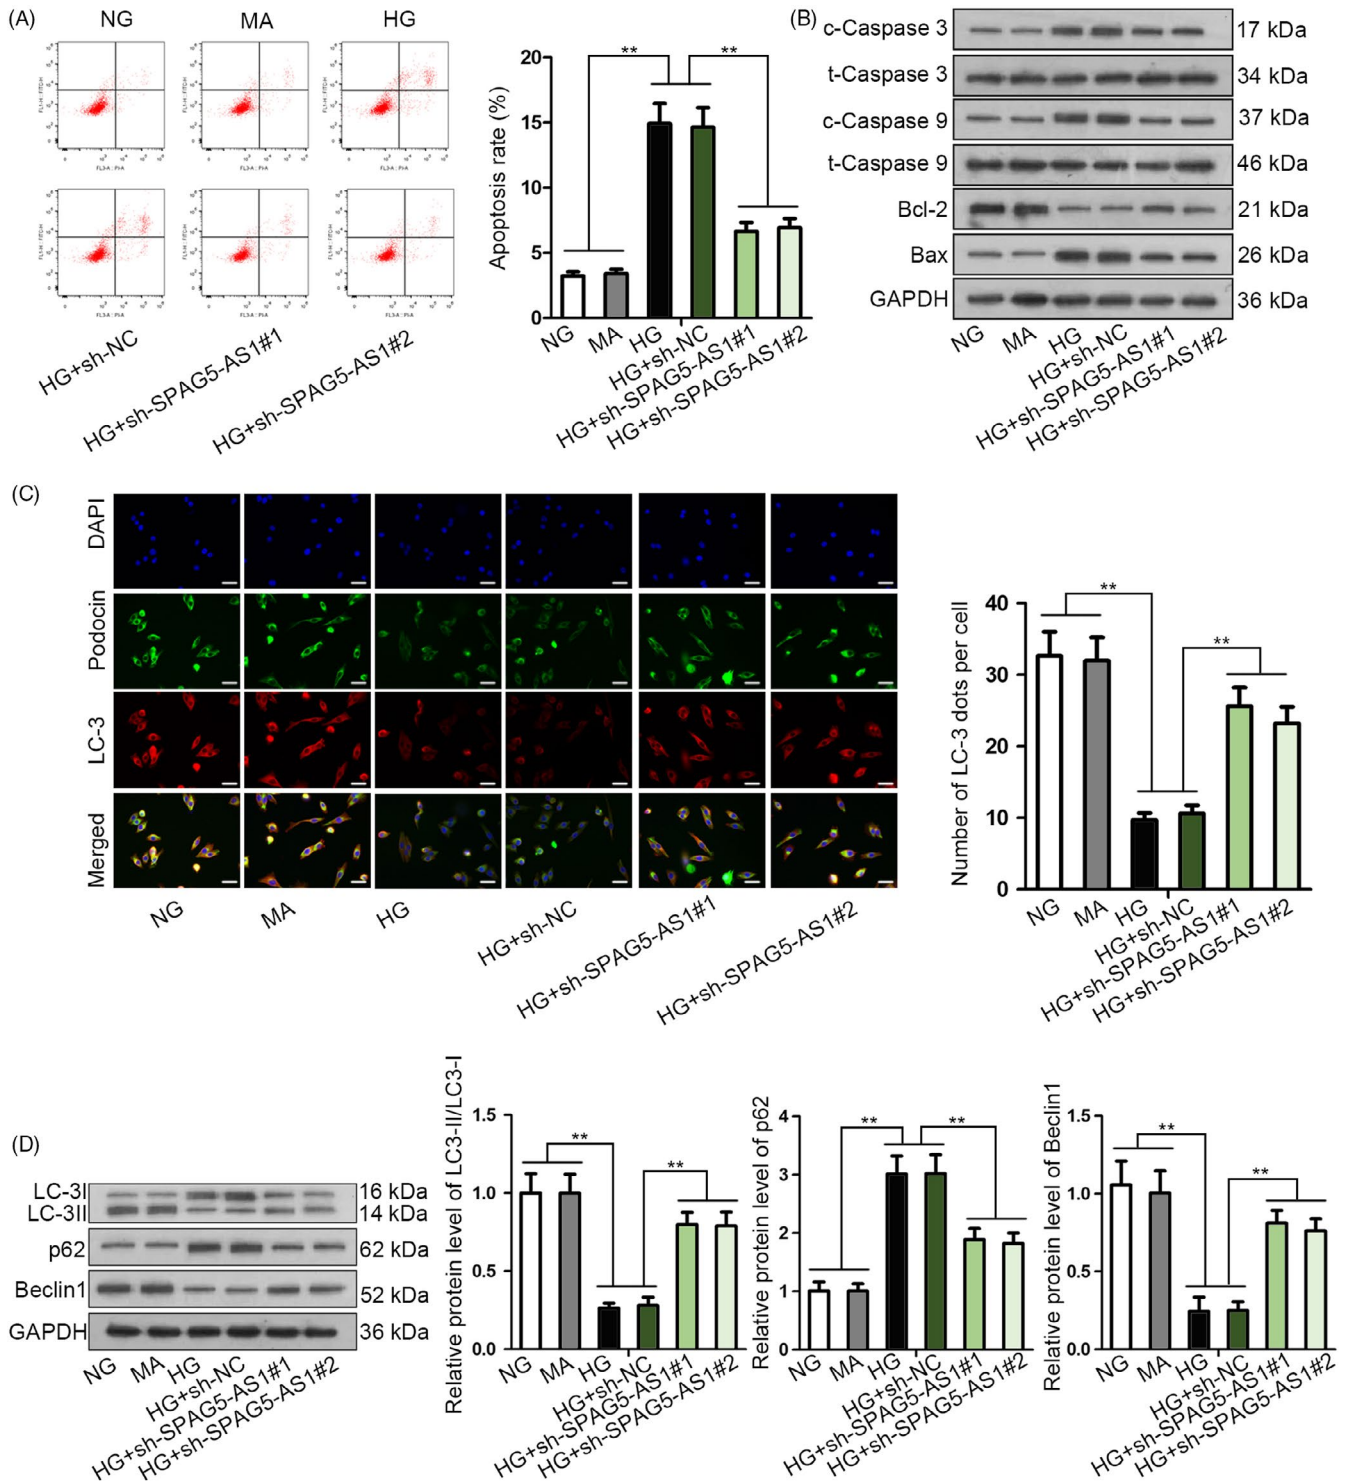 (A)
NG
MA
HG
FL1-H :: FITC-H
FL3-A :: PI-A
HG+sh-NC
HG+sh-SPAG5-AS1#1
HG+sh-SPAG5-AS1#2
Apoptosis rate (%)
20
15
10
5
0
**
**
NG
MA
HG
HG+sh-NC
HG+sh-SPAG5-AS1#1
HG+sh-SPAG5-AS1#2
(B)
c-Caspase 3 17 kDa
t-Caspase 3 34 kDa
c-Caspase 9 37 kDa
t-Caspase 9 46 kDa
Bcl-2 21 kDa
Bax 26 kDa
GAPDH 36 kDa
NG
MA
HG
HG+sh-NC
HG+sh-SPAG5-AS1#1
HG+sh-SPAG5-AS1#2
(C)
DAPI
Podocin
LC-3
Merged
NG
MA
HG
HG+sh-NC
HG+sh-SPAG5-AS1#1
HG+sh-SPAG5-AS1#2
Number of LC-3 dots per cell
40
30
20
10
0
**
**
NG
MA
HG
HG+sh-NC
HG+sh-SPAG5-AS1#1
HG+sh-SPAG5-AS1#2
(D)
LC-3I 16 kDa
LC-3II 14 kDa
p62 62 kDa
Beclin1 52 kDa
GAPDH 36 kDa
NG
MA
HG
HG+sh-NC
HG+sh-SPAG5-AS1#1
HG+sh-SPAG5-AS1#2
Relative protein level of LC3-II/LC3-I
1.5
1.0
0.5
0.0
**
**
NG
MA
HG
HG+sh-NC
HG+sh-SPAG5-AS1#1
HG+sh-SPAG5-AS1#2
Relative protein level of p62
4
3
2
1
0
**
**
NG
MA
HG
HG+sh-NC
HG+sh-SPAG5-AS1#1
HG+sh-SPAG5-AS1#2
Relative protein level of Beclin1
1.5
1.0
0.5
0.0
**
**
NG
MA
HG
HG+sh-NC
HG+sh-SPAG5-AS1#1
HG+sh-SPAG5-AS1#2